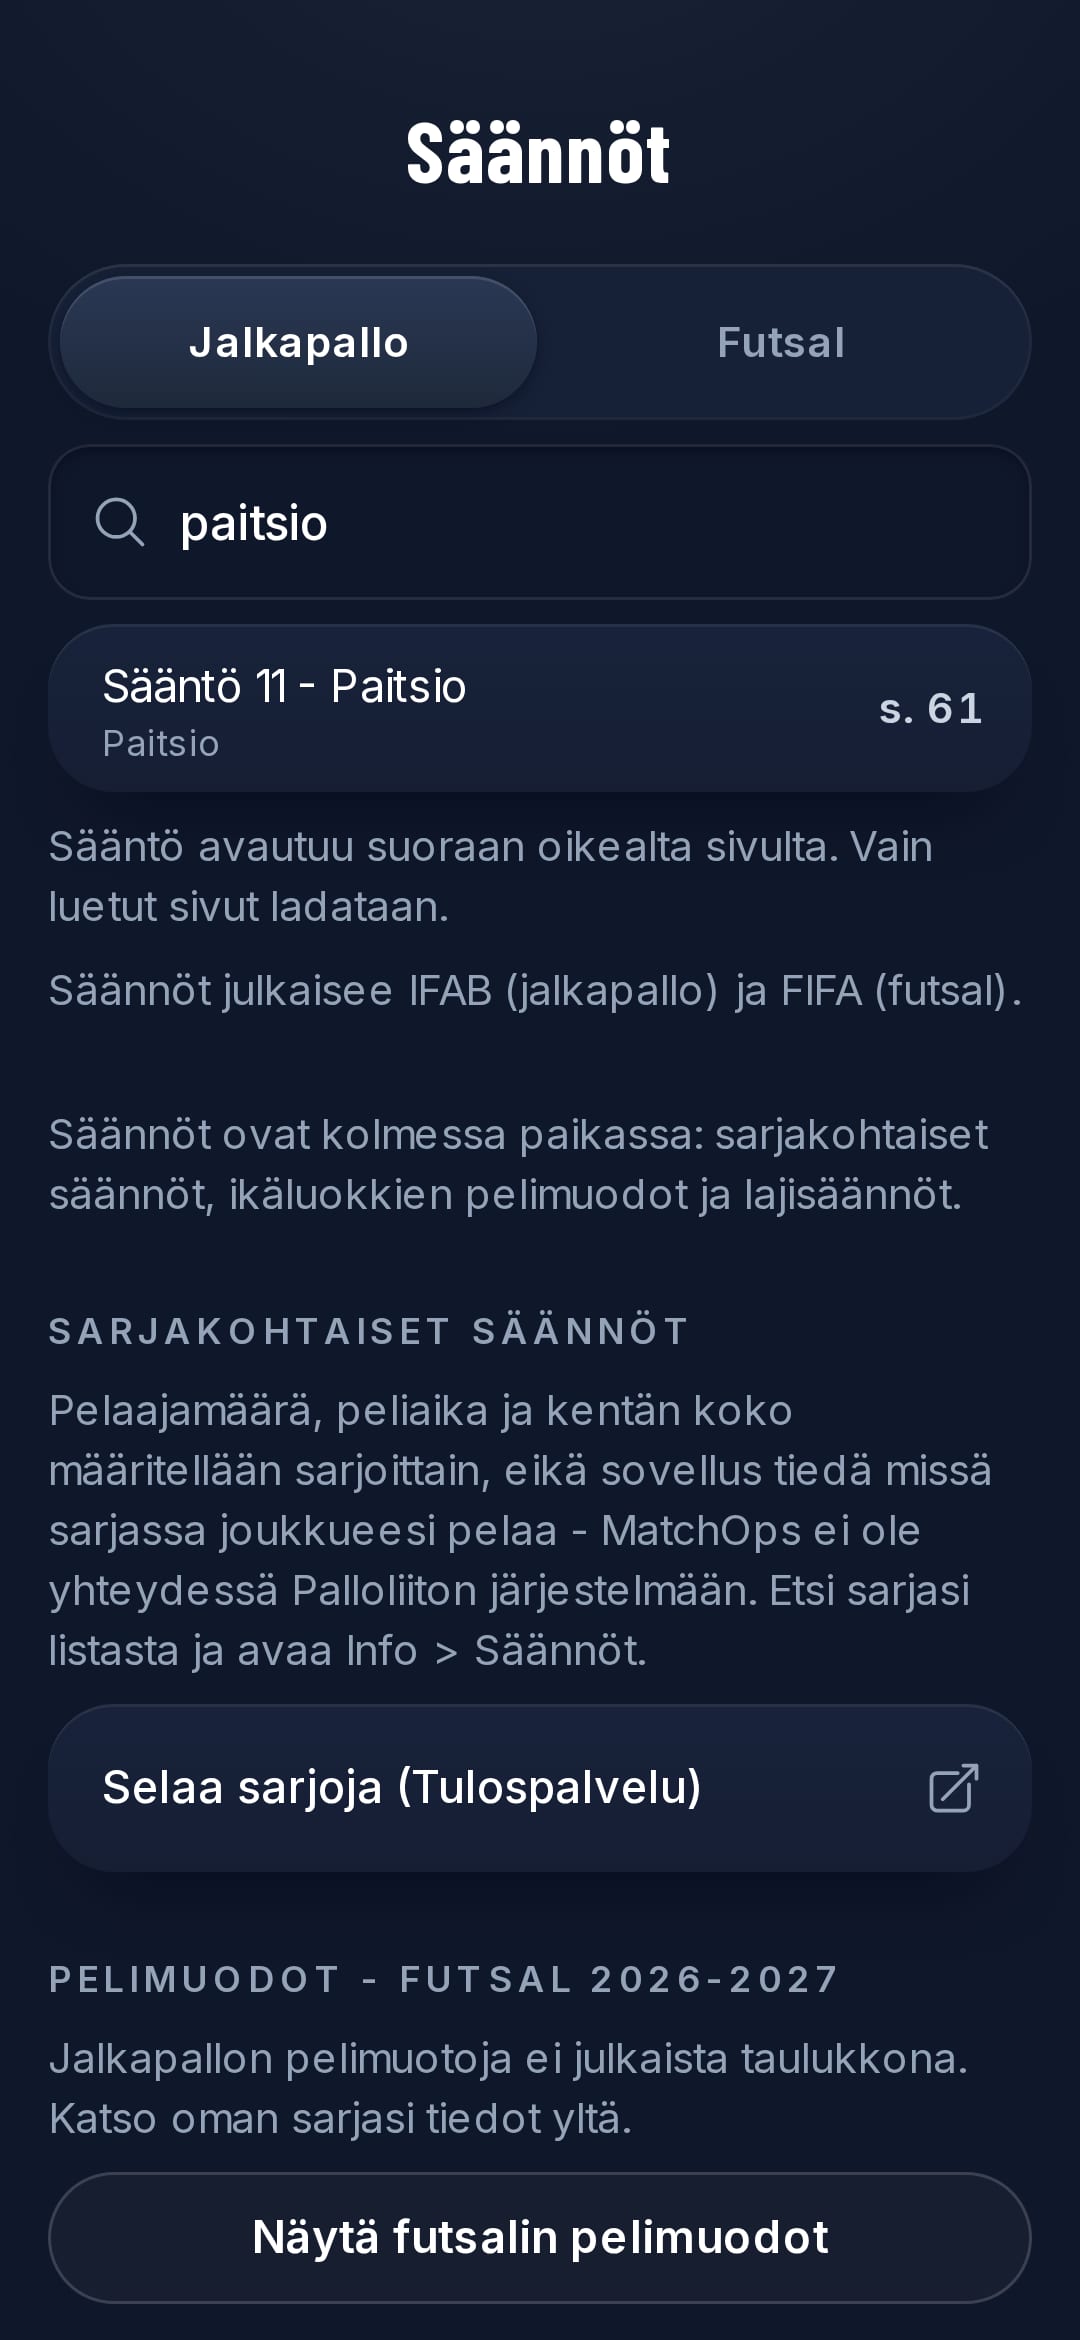 Säännöt
Jalkapallo
Futsal
paitsio
Sääntö 11 - Paitsio
Paitsio
s. 61
Sääntö avautuu suoraan oikealta sivulta. Vain
luetut sivut ladataan.
Säännöt julkaisee IFAB (jalkapallo) ja FIFA (futsal).
Säännöt ovat kolmessa paikassa: sarjakohtaiset
säännöt, ikäluokkien pelimuodot ja lajisäännöt.
SARJAKOHTAISET SÄÄNNÖT
Pelaajamäärä, peliaika ja kentän koko
määritellään sarjoittain, eikä sovellus tiedä missä
sarjassa joukkueesi pelaa - MatchOps ei ole
yhteydessä Palloliiton järjestelmään. Etsi sarjasi
listasta ja avaa Info > Säännöt.
Selaa sarjoja (Tulospalvelu)
PELIMUODOT - FUTSAL 2026-2027
Jalkapallon pelimuotoja ei julkaista taulukkona.
Katso oman sarjasi tiedot yltä.
Näytä futsalin pelimuodot